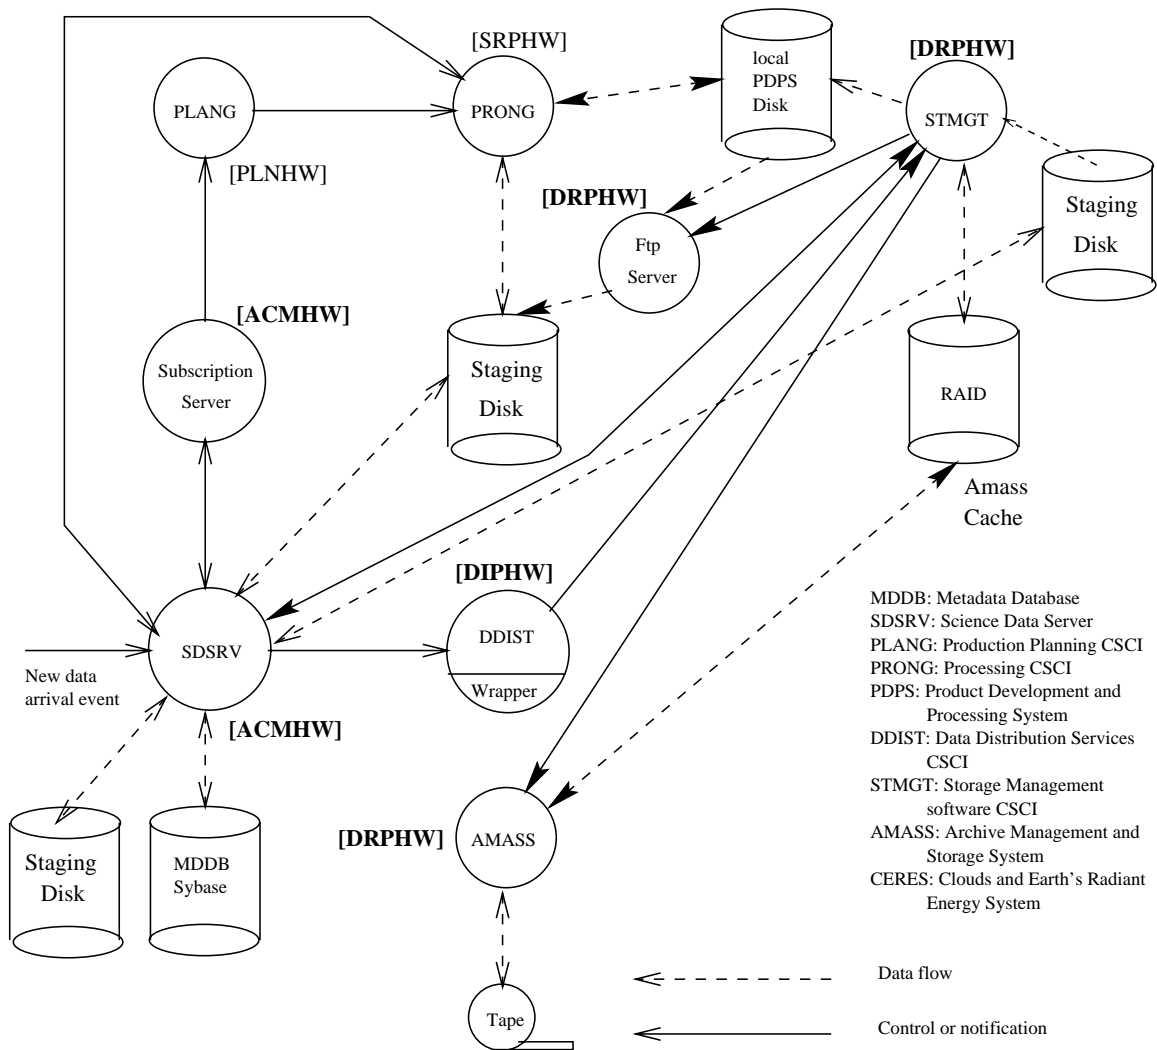 [SRPHW]
[DRPHW]
local
PDPS
Disk
PLANG
PRONG
STMGT
[PLNHW]
[DRPHW]
Staging
Disk
Ftp
Server
[ACMHW]
Subscription
Server
Staging
Disk
RAID
Amass
Cache
[DIPHW]
MDDB: Metadata Database
SDSRV: Science Data Server
PLANG: Production Planning CSCI
PRONG: Processing CSCI
PDPS: Product Development and
Processing System
DDIST: Data Distribution Services
CSCI
STMGT: Storage Management
software CSCI
AMASS: Archive Management and
Storage System
CERES: Clouds and Earth's Radiant
Energy System
SDSRV
DDIST
Wrapper
New data
arrival event
[ACMHW]
[DRPHW]
AMASS
Staging
Disk
MDDB
Sybase
Tape
Data flow
Control or notification